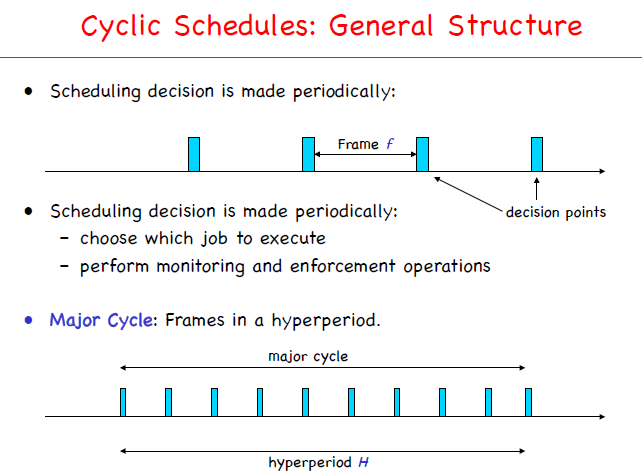 Cyclic Schedules: General Structure
• Scheduling decision is made periodically:
Frame f
decision points
• Scheduling decision is made periodically:
– choose which job to execute
– perform monitoring and enforcement operations
• Major Cycle: Frames in a hyperperiod.
major cycle
hyperperiod H